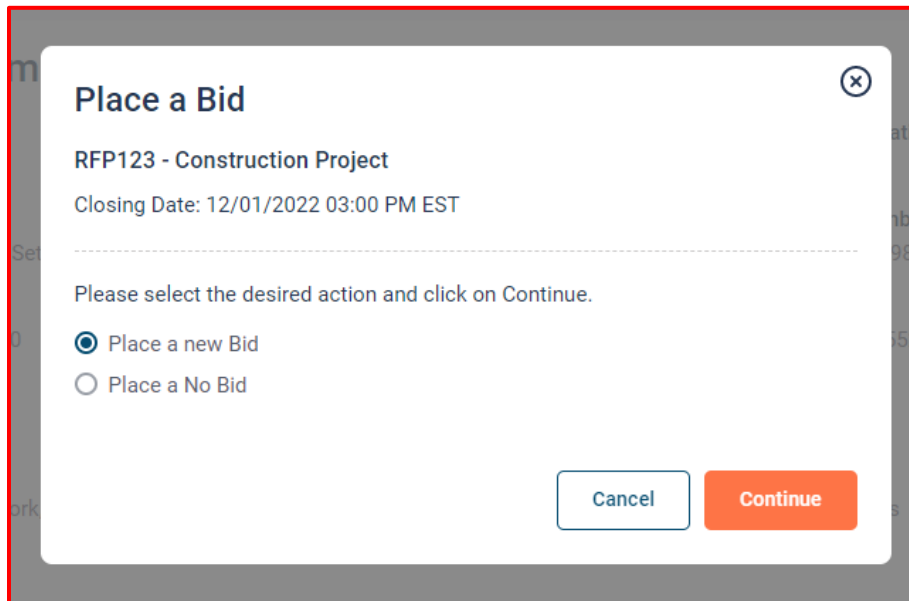 Place a Bid
RFP123 - Construction Project
Closing Date: 12/01/2022 03:00 PM EST
Please select the desired action and click on Continue.
Place a new Bid
Place a No Bid
Cancel
Continue